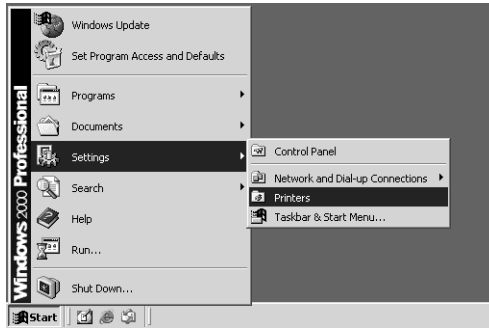 Windows Update
Set Program Access and Defaults
Programs
Documents
Settings
Search
Help
Run...
Shut Down...
Windows 2000 Professional
Control Panel
Network and Dial-up Connections
Printers
Taskbar & Start Menu...
Start